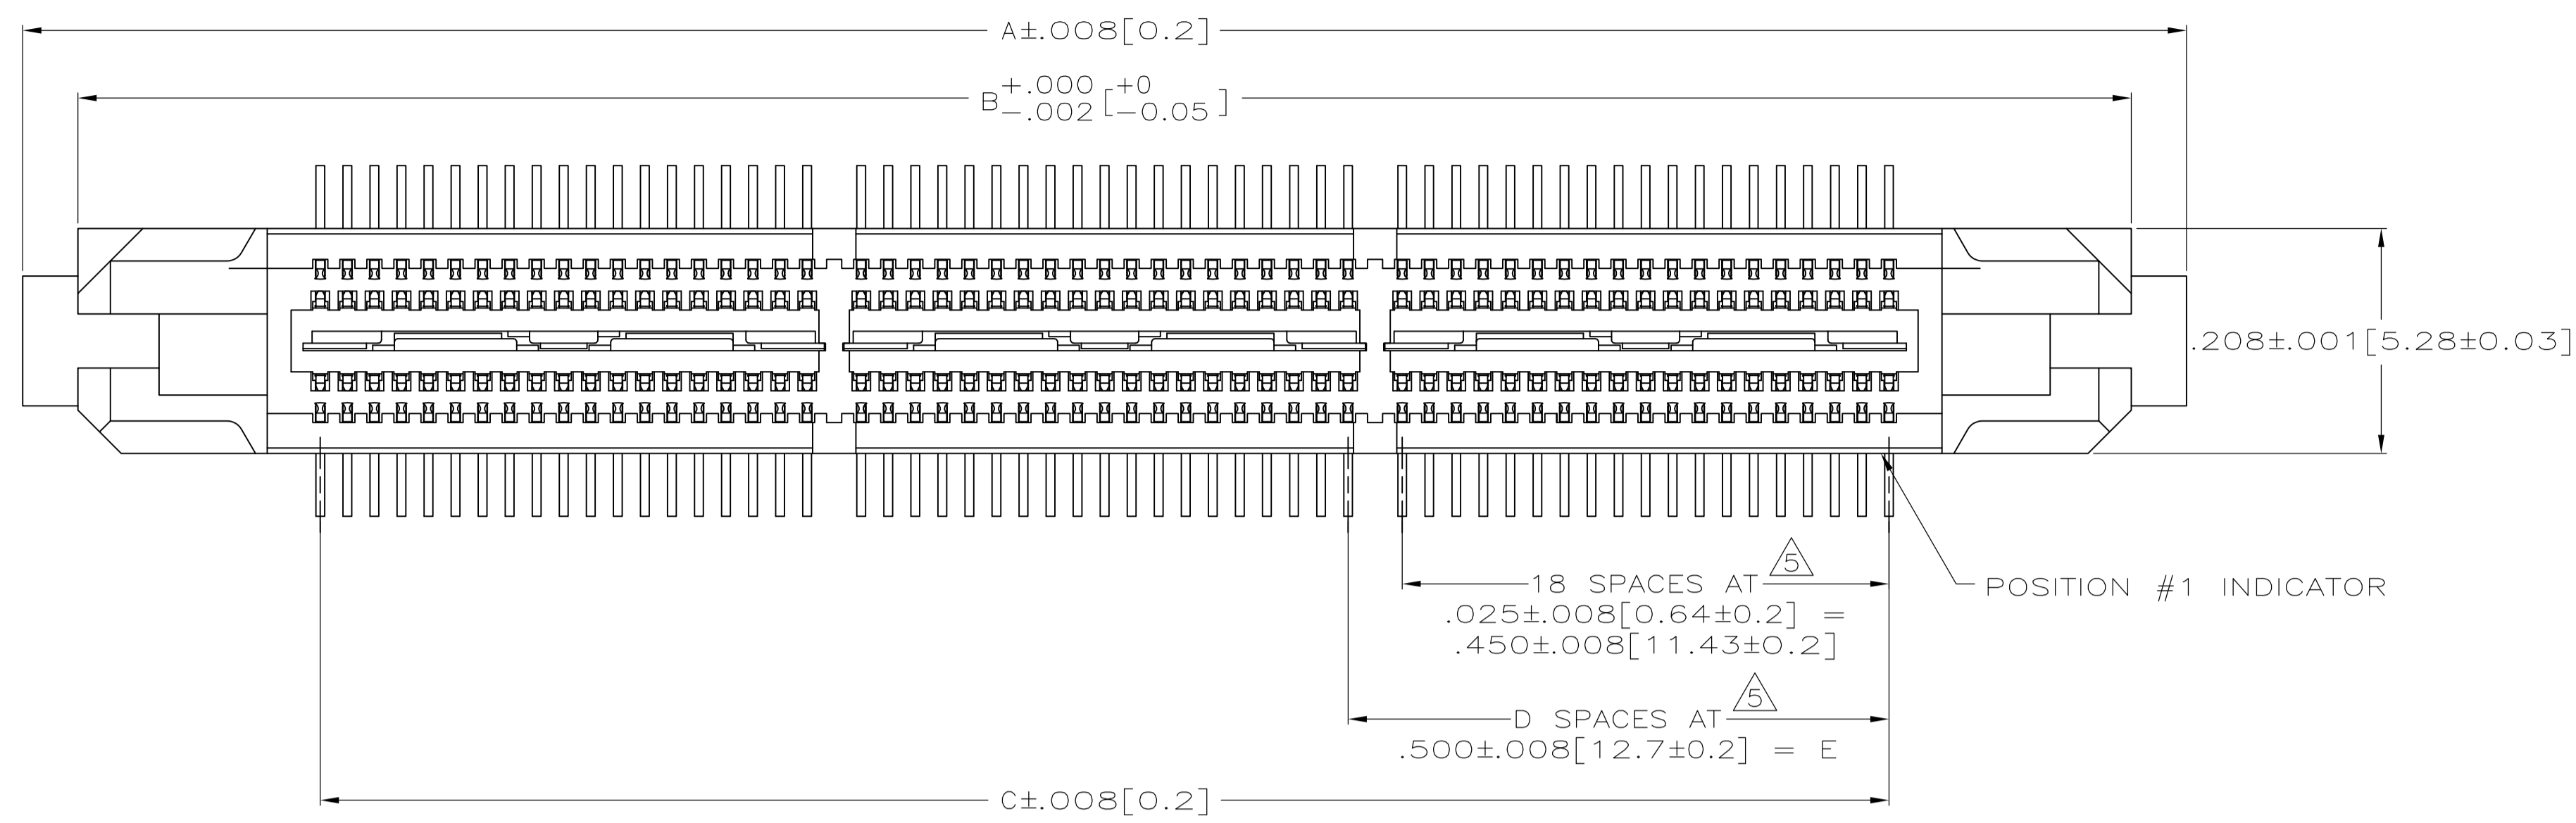 A±.008[0.2]
B +.000 -.002 [+0 -0.05]
.208±.001[5.28±0.03]
5
18 SPACES AT
.025±.008[0.64±0.2] =
.450±.008[11.43±0.2]
POSITION #1 INDICATOR
5
D SPACES AT
.500±.008[12.7±0.2] = E
C±.008[0.2]